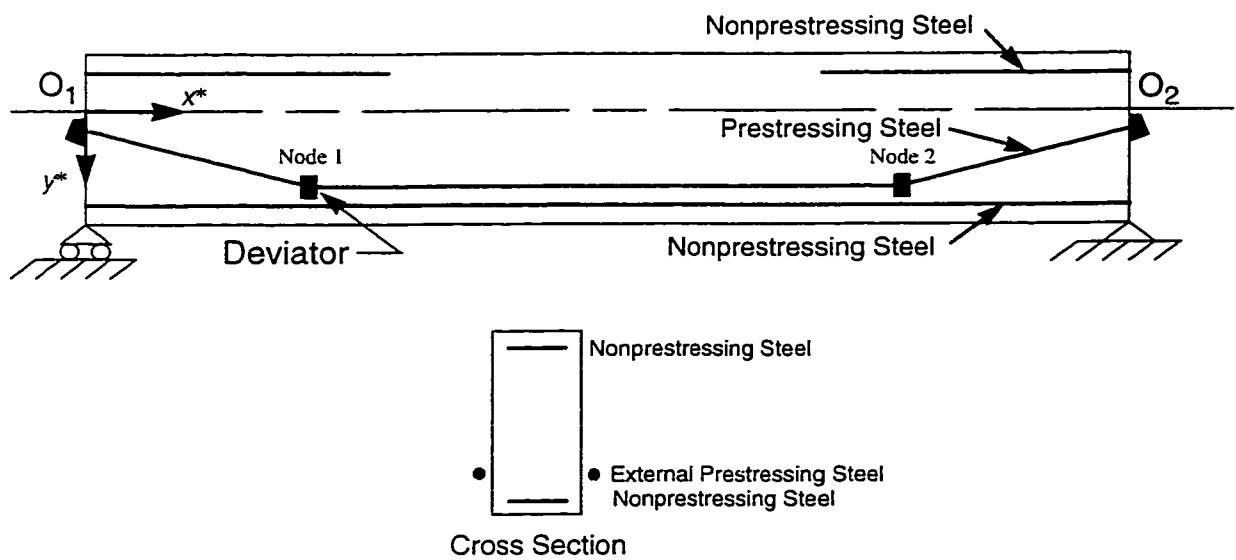 Nonprestressing Steel
O1
x*
O2
Prestressing Steel
Node 1
Node 2
y*
Deviator
Nonprestressing Steel
Nonprestressing Steel
External Prestressing Steel
Nonprestressing Steel
Cross Section